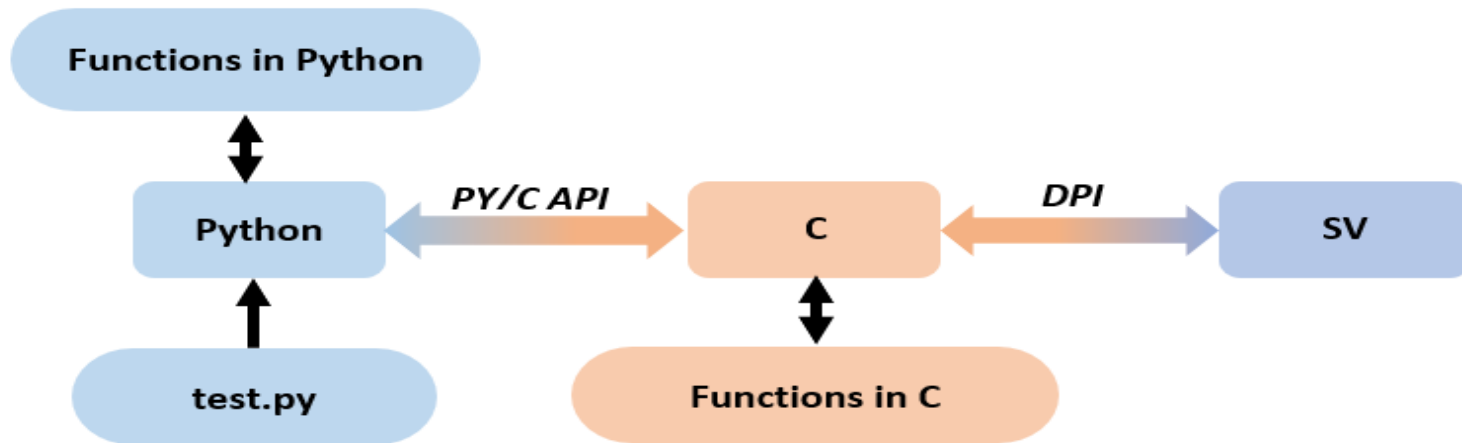 Functions in Python
PY/C API
DPI
Python
C
SV
test.py
Functions in C